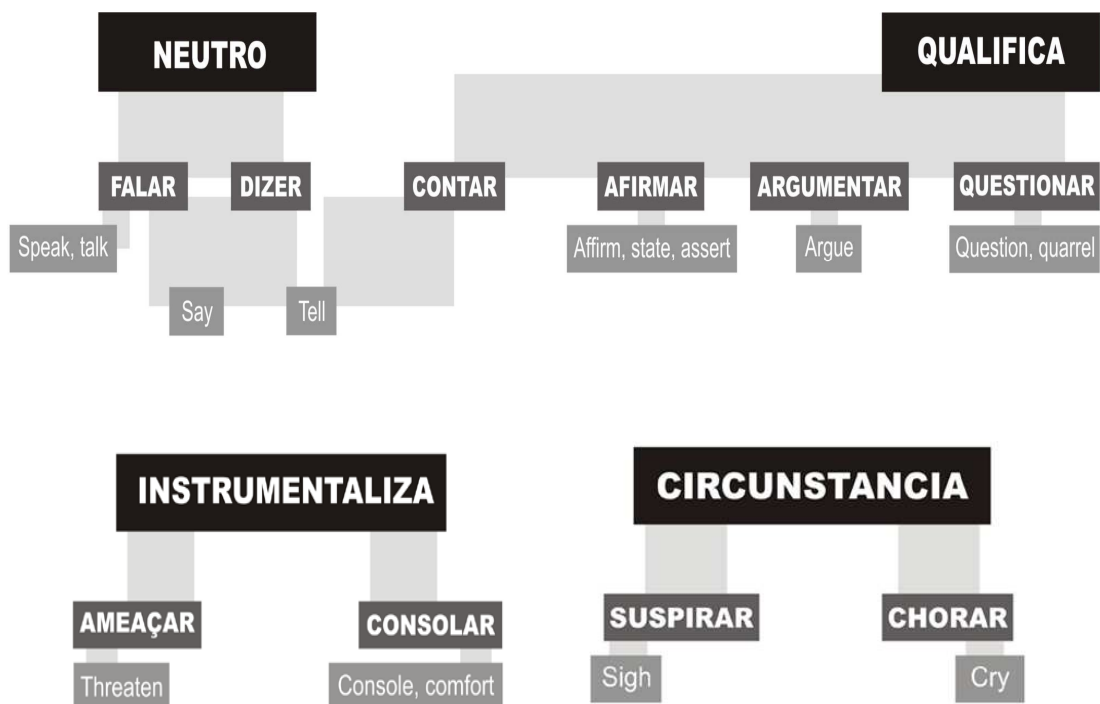 NEUTRO
QUALIFICA
FALAR
DIZER
CONTAR
AFIRMAR
ARGUMENTAR
QUESTIONAR
Speak, talk
Affirm, state, assert
Argue
Question, quarrel
Say
Tell
INSTRUMENTALIZA
CIRCUNSTANCIA
AMEAÇAR
CONSOLAR
SUSPIRAR
CHORAR
Threaten
Console, comfort
Sigh
Cry